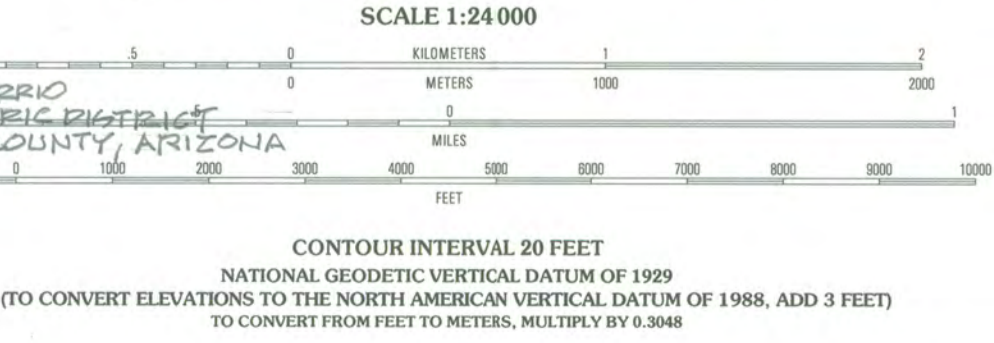 SCALE 1:24 000
.5 0 KILOMETERS 1 2
0 METERS 1000 2000
DISTRICT .5 0 1
COUNTY, ARIZONA MILES
0 1000 2000 3000 4000 5000 6000 7000 8000 9000 10000
FEET
CONTOUR INTERVAL 20 FEET
NATIONAL GEODETIC VERTICAL DATUM OF 1929
(TO CONVERT ELEVATIONS TO THE NORTH AMERICAN VERTICAL DATUM OF 1988, ADD 3 FEET)
TO CONVERT FROM FEET TO METERS, MULTIPLY BY 0.3048